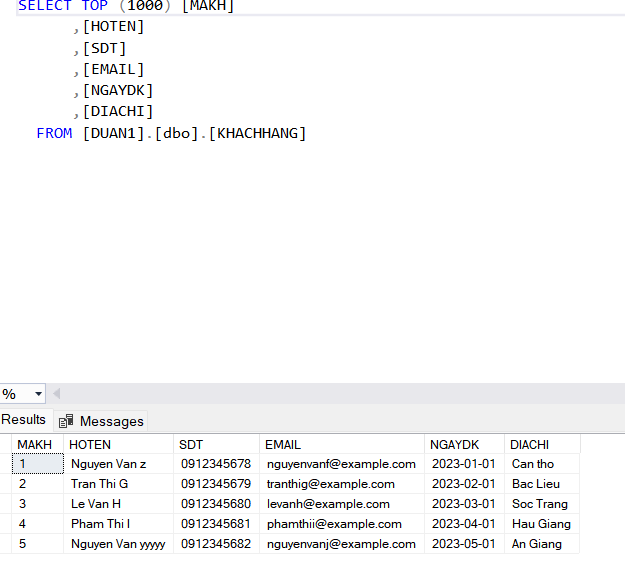 SELECT TOP (1000) [MAKH]
,[HOTEN]
,[SDT]
,[EMAIL]
,[NGAYDK]
,[DIACHI]
FROM [DUAN1].[dbo].[KHACHHANG]
%
Results Messages
MAKH HOTEN SDT EMAIL NGAYDK DIACHI
1 Nguyen Van z 0912345678 nguyenvanf@example.com 2023-01-01 Can tho
2 Tran Thi G 0912345679 tranthig@example.com 2023-02-01 Bac Lieu
3 Le Van H 0912345680 levanh@example.com 2023-03-01 Soc Trang
4 Pham Thi I 0912345681 phamthii@example.com 2023-04-01 Hau Giang
5 Nguyen Van yyyyy 0912345682 nguyenvanj@example.com 2023-05-01 An Giang